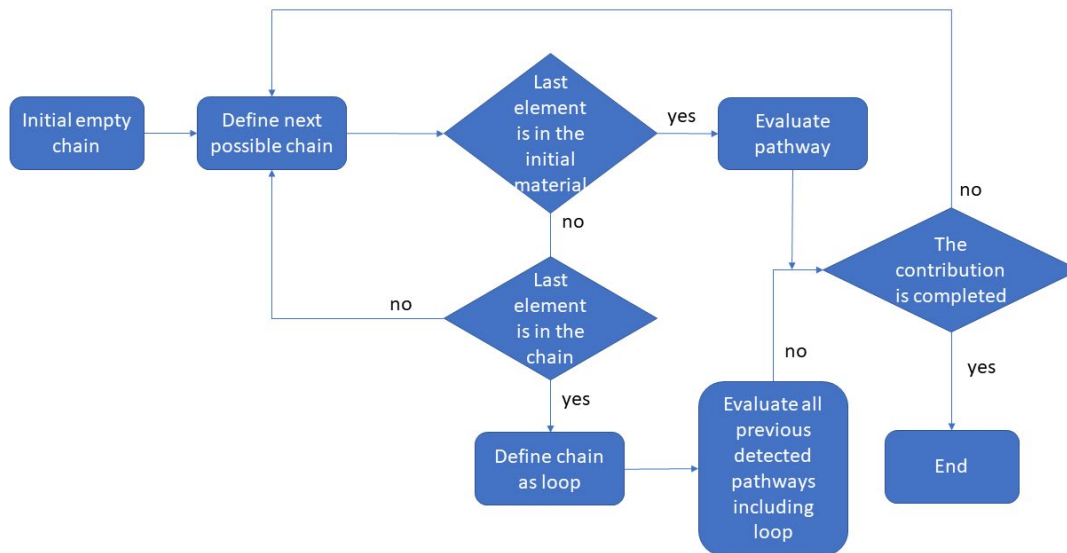 Initial empty
chain
Define next
possible chain
Last
element
is in the
initial
material
yes
Evaluate
pathway
no
no
Last
element
is in the
chain
no
The
contribution
is completed
yes
Define chain
as loop
no
Evaluate all
previous
detected
pathways
including
loop
yes
End